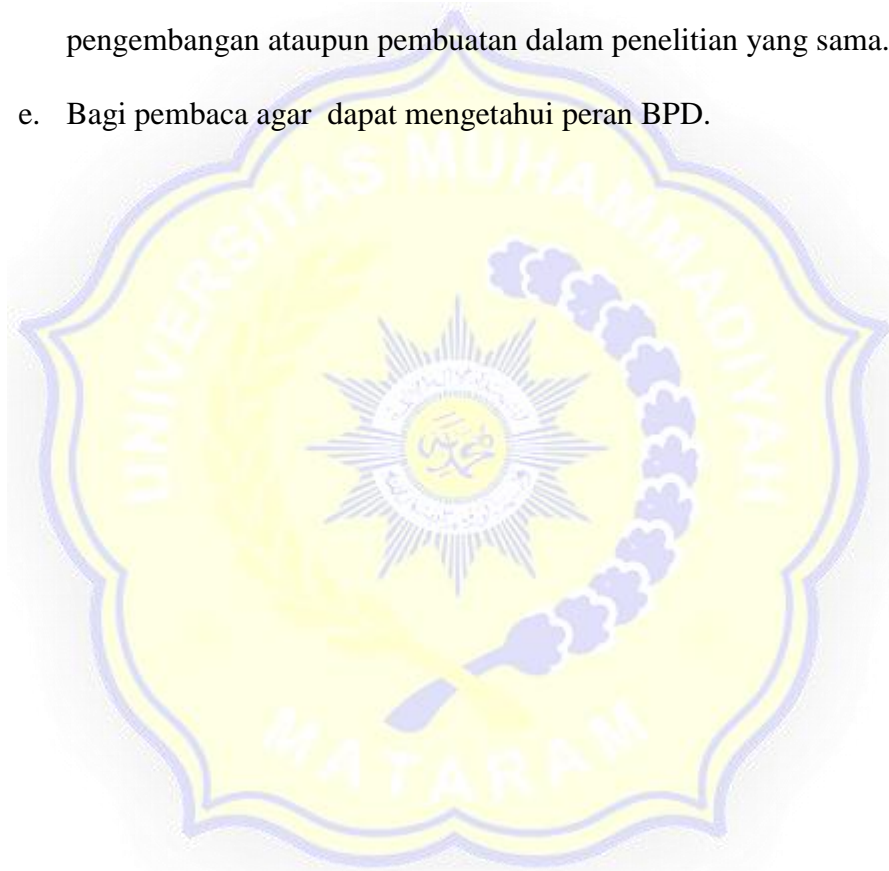 pengembangan ataupun pembuatan dalam penelitian yang sama.
e. Bagi pembaca agar dapat mengetahui peran BPD.
UNIVERSITAS MUHAMMADIYAH
MATARAM